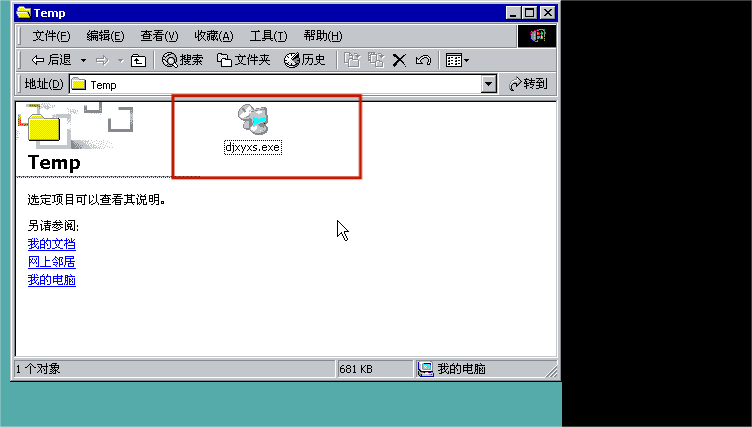 Temp
文件(F) 编辑(E) 查看(V) 收藏(A) 工具(T) 帮助(H)
后退 搜索 文件夹 历史
地址(D) Temp 转到
djxyxs.exe
Temp
选定项目可以查看其说明。
另请参阅:
我的文档
网上邻居
我的电脑
1 个对象 681 KB 我的电脑